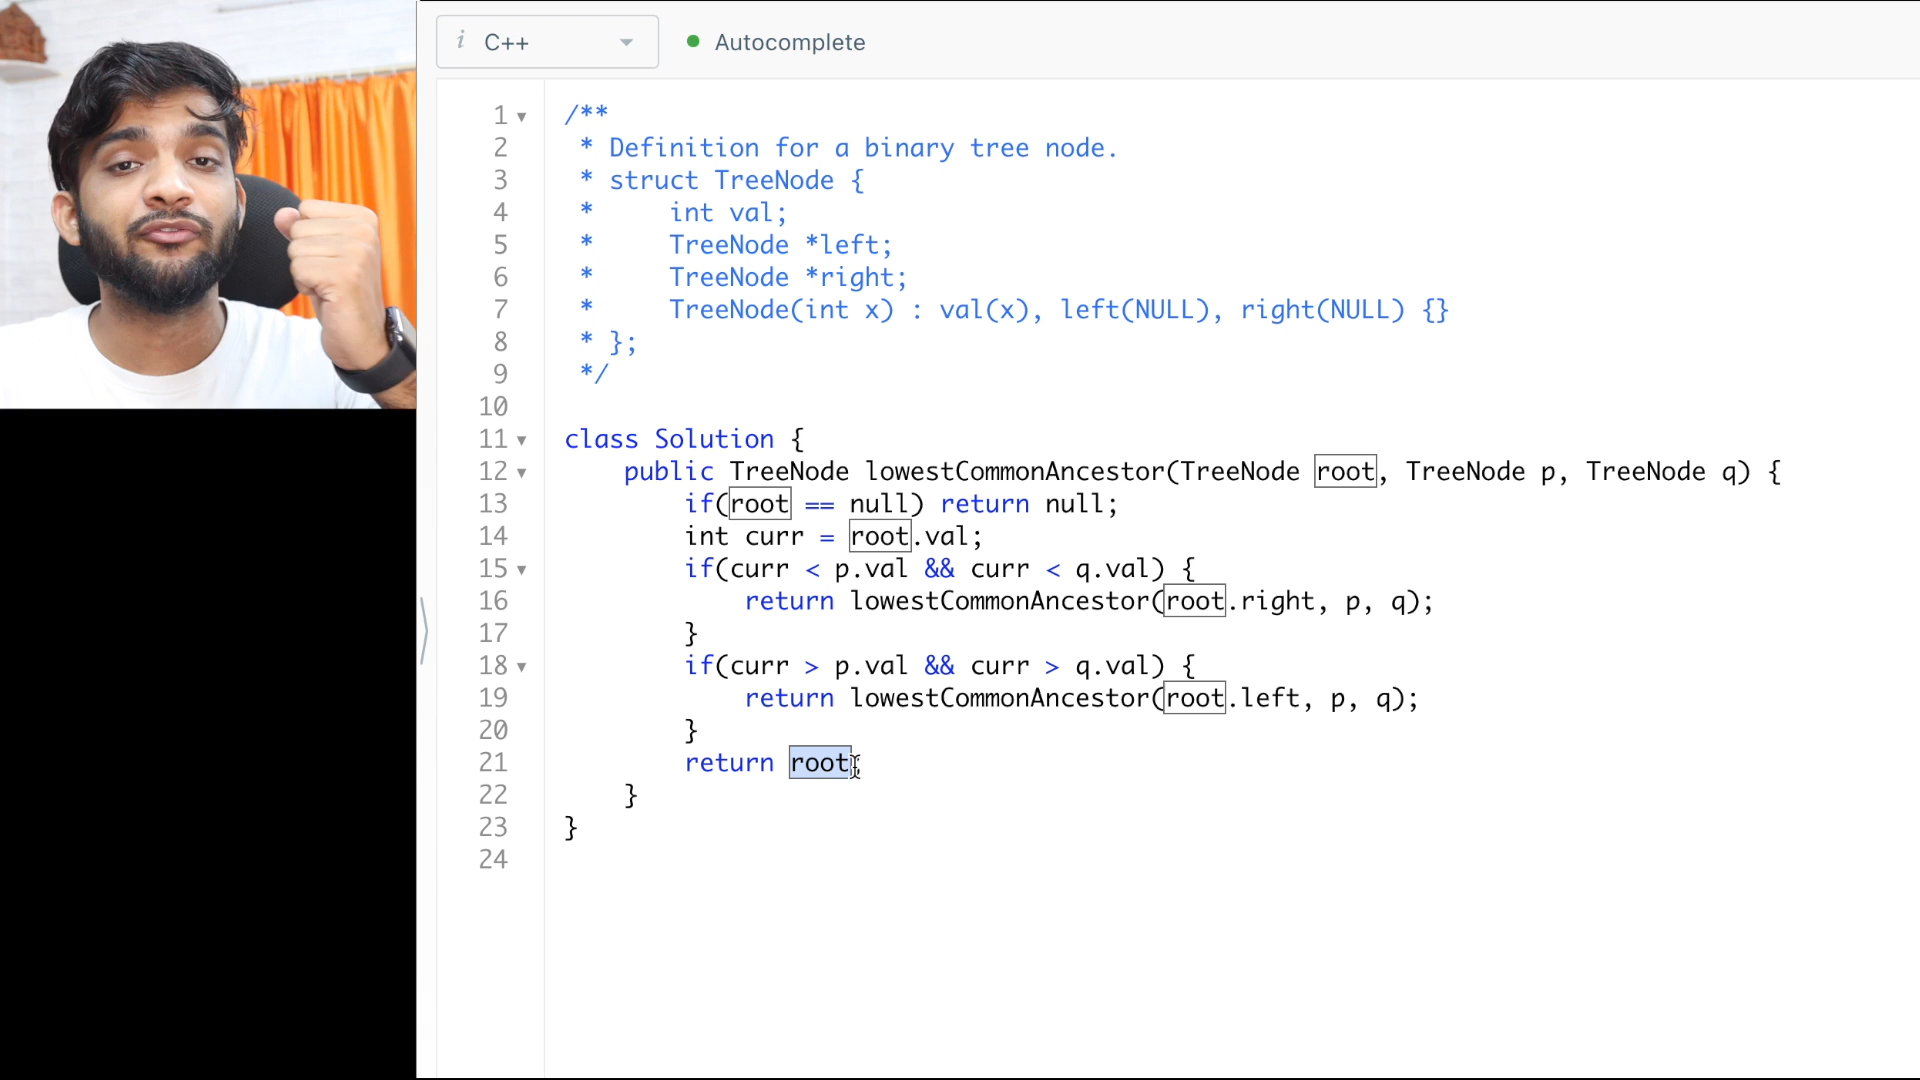 i C++ Autocomplete
1 /**
2 * Definition for a binary tree node.
3 * struct TreeNode {
4 *     int val;
5 *     TreeNode *left;
6 *     TreeNode *right;
7 *     TreeNode(int x) : val(x), left(NULL), right(NULL) {}
8 * };
9 */
10
11 class Solution {
12     public TreeNode lowestCommonAncestor(TreeNode root, TreeNode p, TreeNode q) {
13         if(root == null) return null;
14         int curr = root.val;
15         if(curr < p.val && curr < q.val) {
16             return lowestCommonAncestor(root.right, p, q);
17         }
18         if(curr > p.val && curr > q.val) {
19             return lowestCommonAncestor(root.left, p, q);
20         }
21         return root;
22     }
23 }
24